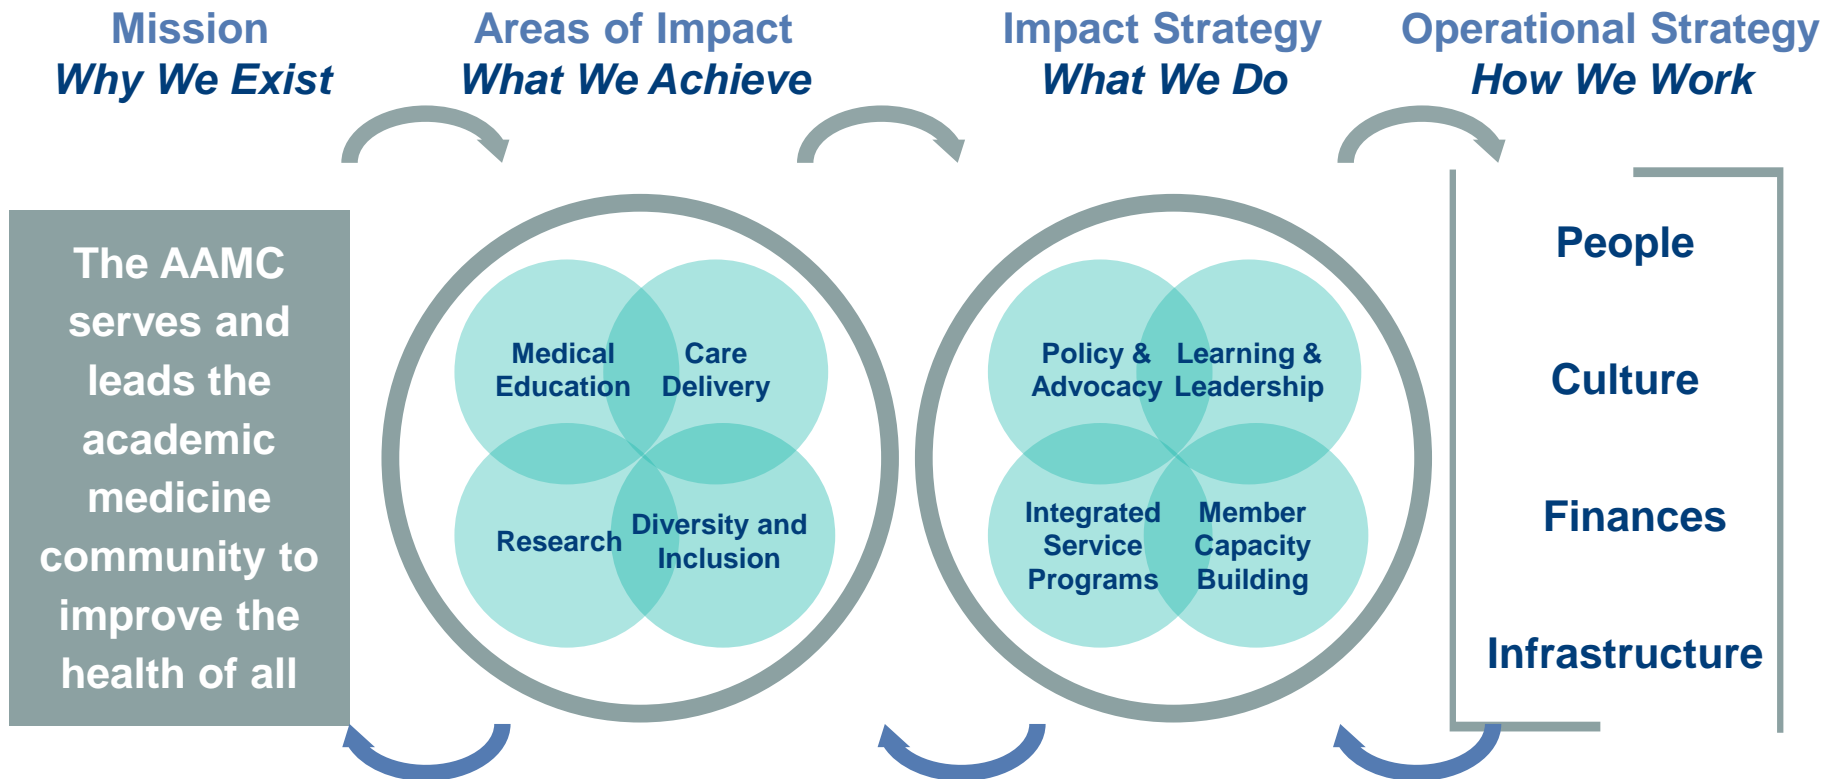 Mission
Why We Exist
Areas of Impact
What We Achieve
Impact Strategy
What We Do
Operational Strategy
How We Work
The AAMC
serves and
leads the
academic
medicine
community to
improve the
health of all
Medical
Education
Care
Delivery
Research
Diversity and
Inclusion
Policy &
Advocacy
Learning &
Leadership
Integrated
Service
Programs
Member
Capacity
Building
People
Culture
Finances
Infrastructure